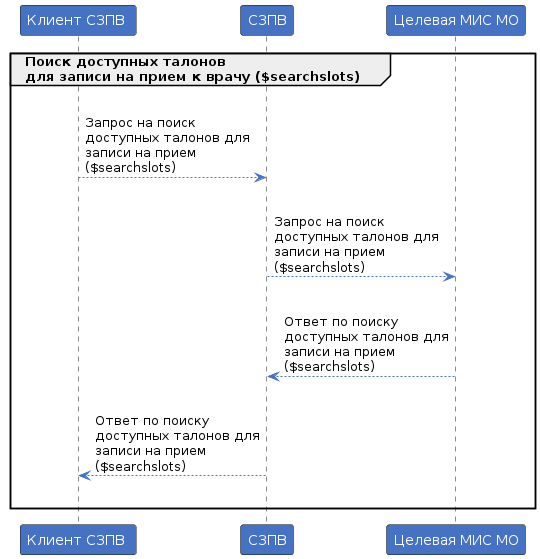 Клиент СЗПВ
СЗПВ
Целевая МИС МО
Поиск доступных талонов
для записи на прием к врачу ($searchslots)
Запрос на поиск
доступных талонов для
записи на прием
($searchslots)
Запрос на поиск
доступных талонов для
записи на прием
($searchslots)
Ответ по поиску
доступных талонов для
записи на прием
($searchslots)
Ответ по поиску
доступных талонов для
записи на прием
($searchslots)
Клиент СЗПВ
СЗПВ
Целевая МИС МО